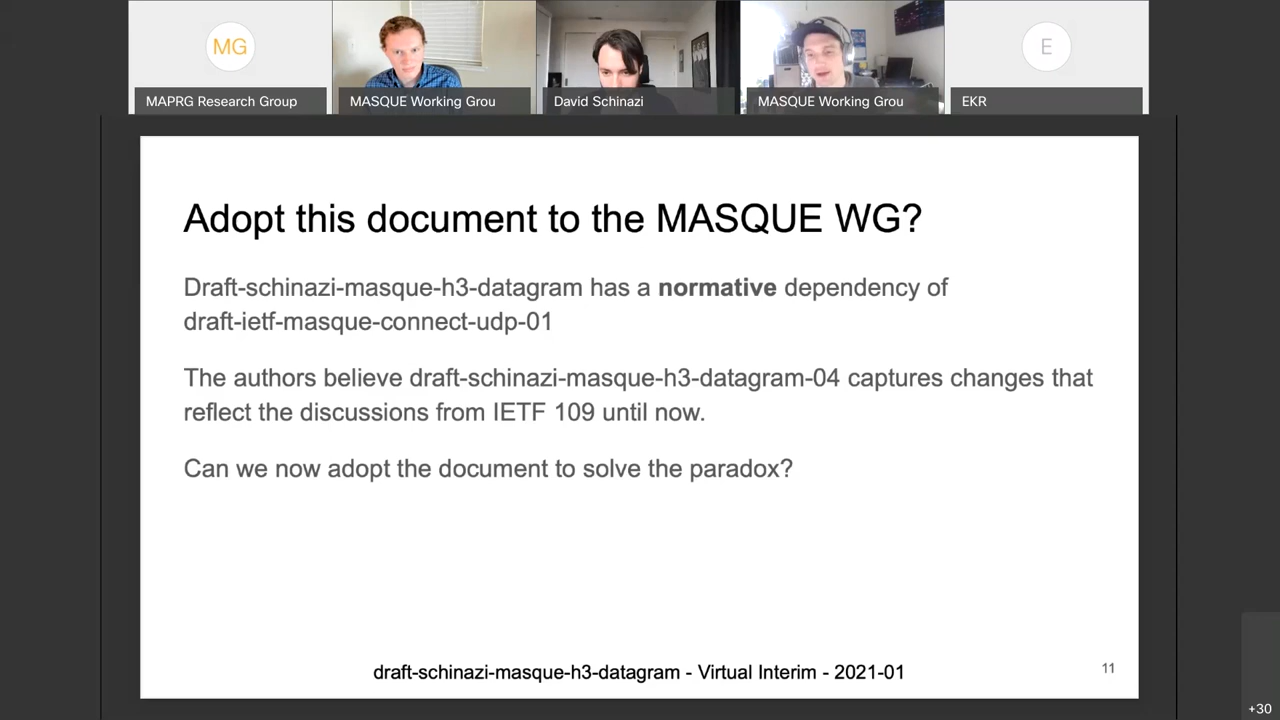 MG
E
MAPRG Research Group
MASQUE Working Grou
David Schinazi
MASQUE Working Grou
EKR
Adopt this document to the MASQUE WG?
Draft-schinazi-masque-h3-datagram has a normative dependency of
draft-ietf-masque-connect-udp-01
The authors believe draft-schinazi-masque-h3-datagram-04 captures changes that
reflect the discussions from IETF 109 until now.
Can we now adopt the document to solve the paradox?
draft-schinazi-masque-h3-datagram - Virtual Interim - 2021-01
11
+30